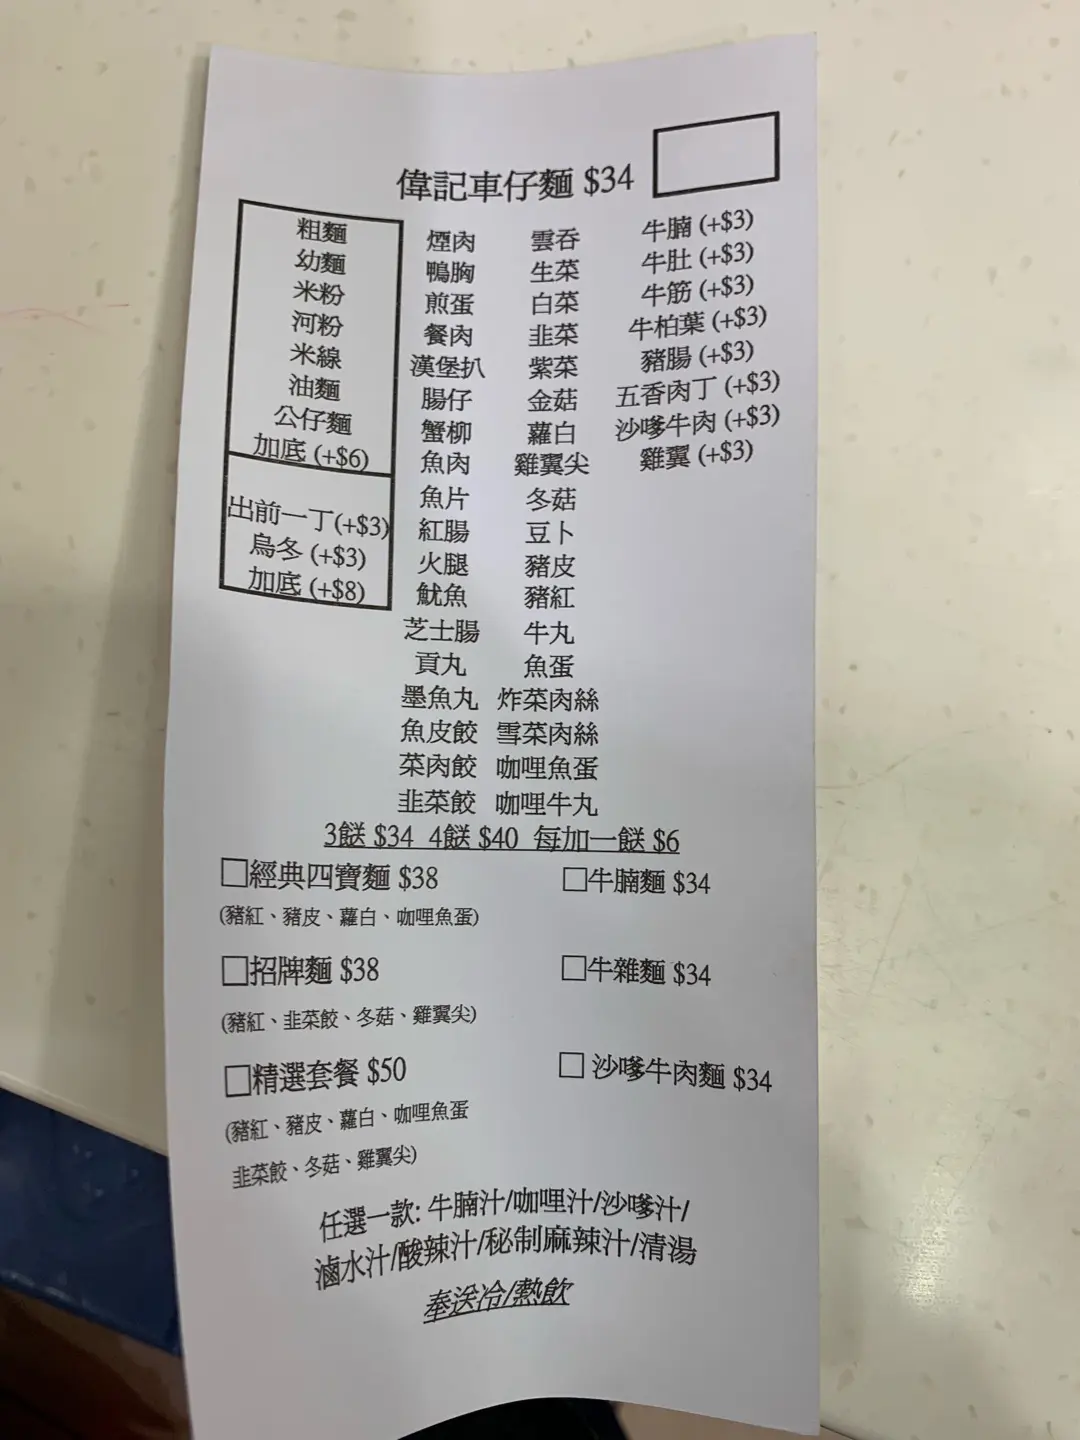 偉記車仔麵 $34
粗麵
幼麵
米粉
河粉
米線
油麵
公仔麵
加底 (+$6)
出前一丁(+$3)
烏冬 (+$3)
加底 (+$8)
煙肉
鴨胸
煎蛋
餐肉
漢堡扒
腸仔
蟹柳
魚肉
魚片
紅腸
火腿
魷魚
芝士腸
貢丸
墨魚丸
魚皮餃
菜肉餃
韭菜餃
雲吞
生菜
白菜
韭菜
紫菜
金菇
蘿白
雞翼尖
冬菇
豆卜
豬皮
豬紅
牛丸
魚蛋
炸菜肉絲
雪菜肉絲
咖哩魚蛋
咖哩牛丸
牛腩 (+$3)
牛肚 (+$3)
牛筋 (+$3)
牛柏葉 (+$3)
豬腸 (+$3)
五香肉丁 (+$3)
沙嗲牛肉 (+$3)
雞翼 (+$3)
3餸 $34 4餸 $40 每加一餸 $6
經典四寶麵 $38
(豬紅、豬皮、蘿白、咖哩魚蛋)
招牌麵 $38
(豬紅、韭菜餃、冬菇、雞翼尖)
精選套餐 $50
(豬紅、豬皮、蘿白、咖哩魚蛋
韭菜餃、冬菇、雞翼尖)
牛腩麵 $34
牛雜麵 $34
沙嗲牛肉麵 $34
任選一款: 牛腩汁/咖哩汁/沙嗲汁/
滷水汁/酸辣汁/秘制麻辣汁/清湯
奉送冷/熱飲